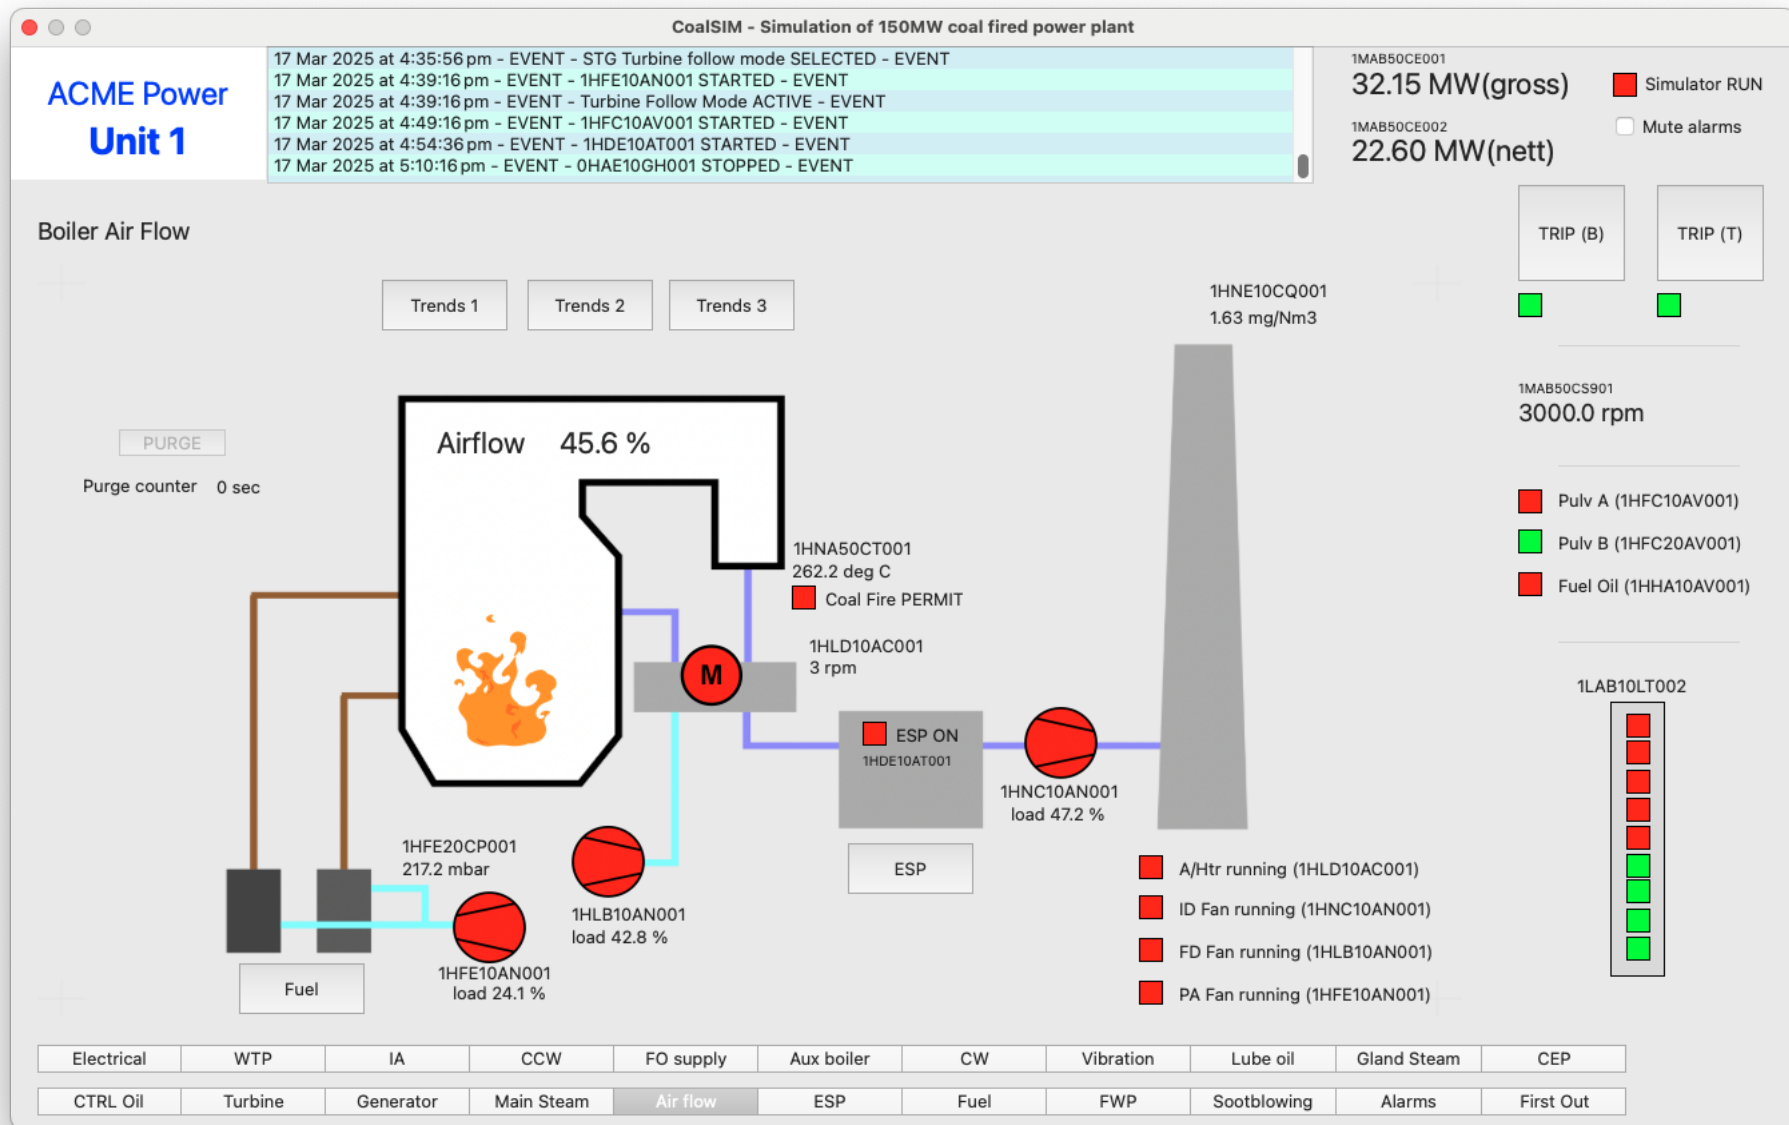 CoalSIM - Simulation of 150MW coal fired power plant
ACME Power
Unit 1
17 Mar 2025 at 4:35:56 pm - EVENT - STG Turbine follow mode SELECTED - EVENT
17 Mar 2025 at 4:39:16 pm - EVENT - 1HFE10AN001 STARTED - EVENT
17 Mar 2025 at 4:39:16 pm - EVENT - Turbine Follow Mode ACTIVE - EVENT
17 Mar 2025 at 4:49:16 pm - EVENT - 1HFC10AV001 STARTED - EVENT
17 Mar 2025 at 4:54:36 pm - EVENT - 1HDE10AT001 STARTED - EVENT
17 Mar 2025 at 5:10:16 pm - EVENT - 0HAE10GH001 STOPPED - EVENT
1MAB50CE001
32.15 MW(gross)
1MAB50CE002
22.60 MW(nett)
Simulator RUN
Mute alarms
TRIP (B)
TRIP (T)
Boiler Air Flow
Trends 1
Trends 2
Trends 3
1HNE10CQ001
1.63 mg/Nm3
1MAB50CS901
3000.0 rpm
PURGE
Purge counter 0 sec
Airflow 45.6 %
Pulv A (1HFC10AV001)
Pulv B (1HFC20AV001)
Fuel Oil (1HHA10AV001)
1HNA50CT001
262.2 deg C
Coal Fire PERMIT
1HLD10AC001
3 rpm
M
1LAB10LT002
ESP ON
1HDE10AT001
1HNC10AN001
load 47.2 %
ESP
1HFE20CP001
217.2 mbar
1HLB10AN001
load 42.8 %
1HFE10AN001
load 24.1 %
Fuel
A/Htr running (1HLD10AC001)
ID Fan running (1HNC10AN001)
FD Fan running (1HLB10AN001)
PA Fan running (1HFE10AN001)
Electrical WTP IA CCW FO supply Aux boiler CW Vibration Lube oil Gland Steam CEP
CTRL Oil Turbine Generator Main Steam Air flow ESP Fuel FWP Sootblowing Alarms First Out